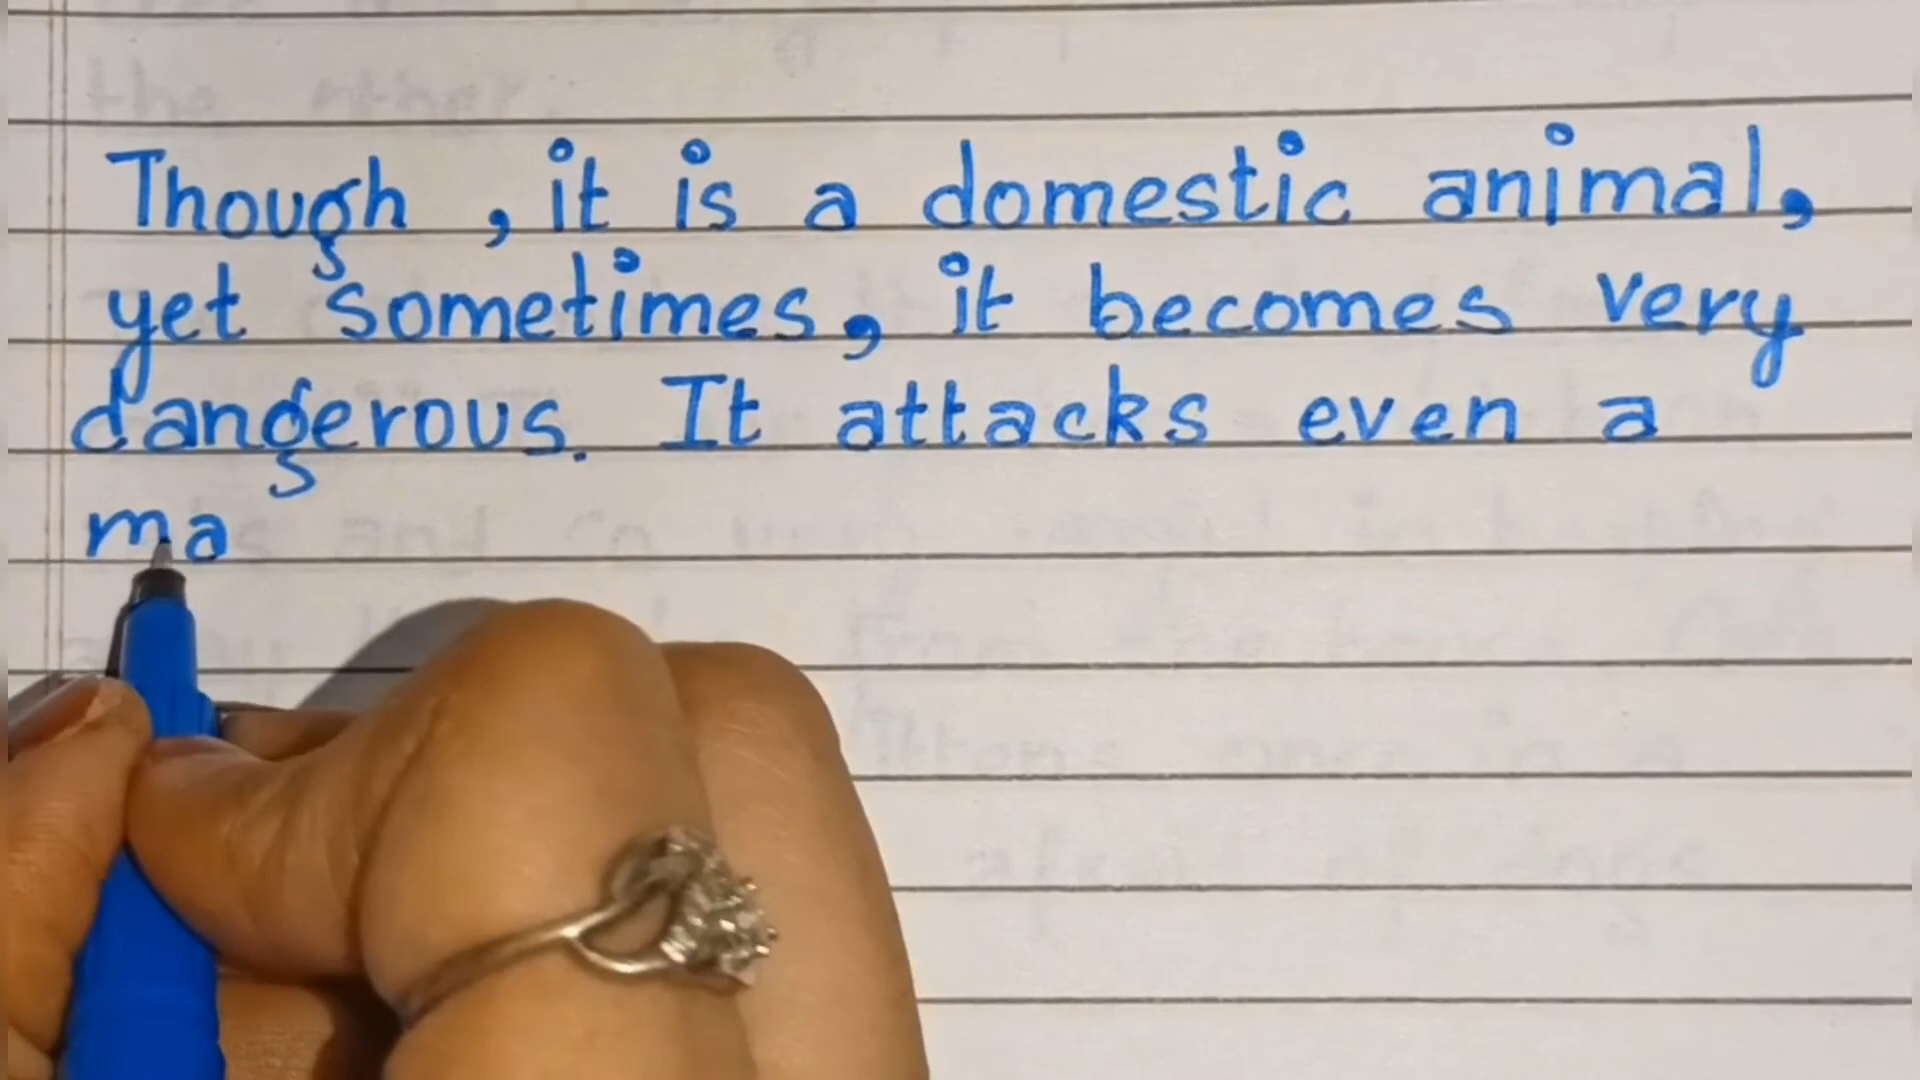 Though , it is a domestic animal,
yet sometimes, it becomes very
dangerous. It attacks even a
ma